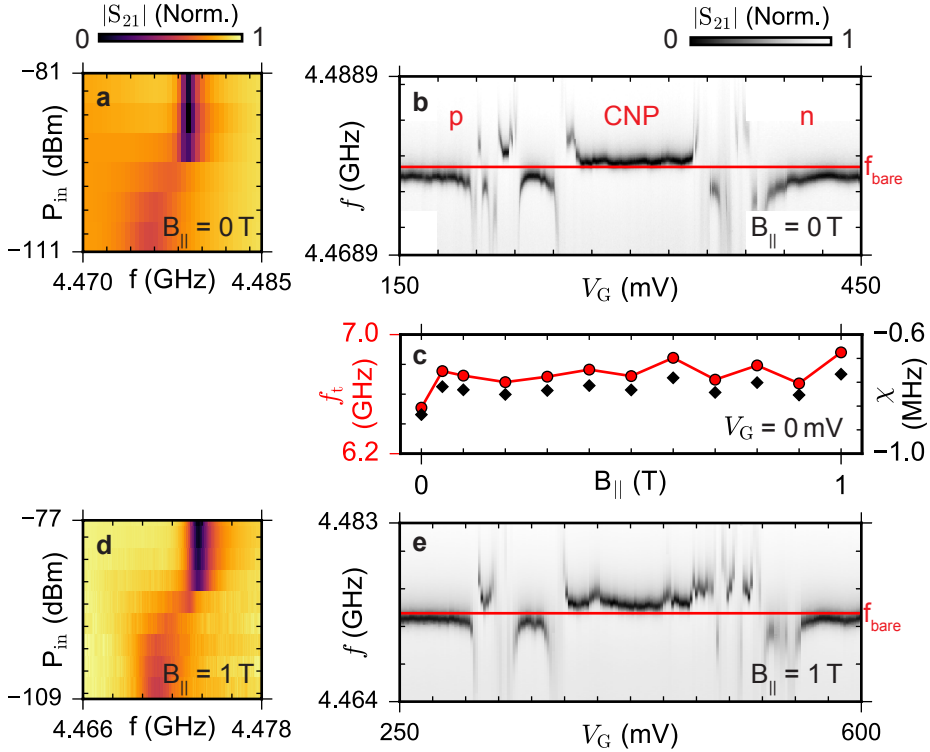 |S21| (Norm.)
0 1
|S21| (Norm.)
0 1
−81
−111
Pin (dBm)
a
B|| = 0 T
4.470 4.485
f (GHz)
4.4889
4.4689
f (GHz)
b
p CNP n
fbare
B|| = 0 T
150 450
VG (mV)
7.0
6.2
ft
(GHz)
c
VG = 0 mV
−0.6
−1.0
χ
(MHz)
0 1
B|| (T)
−77
−109
Pin (dBm)
d
B|| = 1 T
4.466 4.478
f (GHz)
4.483
4.464
f (GHz)
e
fbare
B|| = 1 T
250 600
VG (mV)